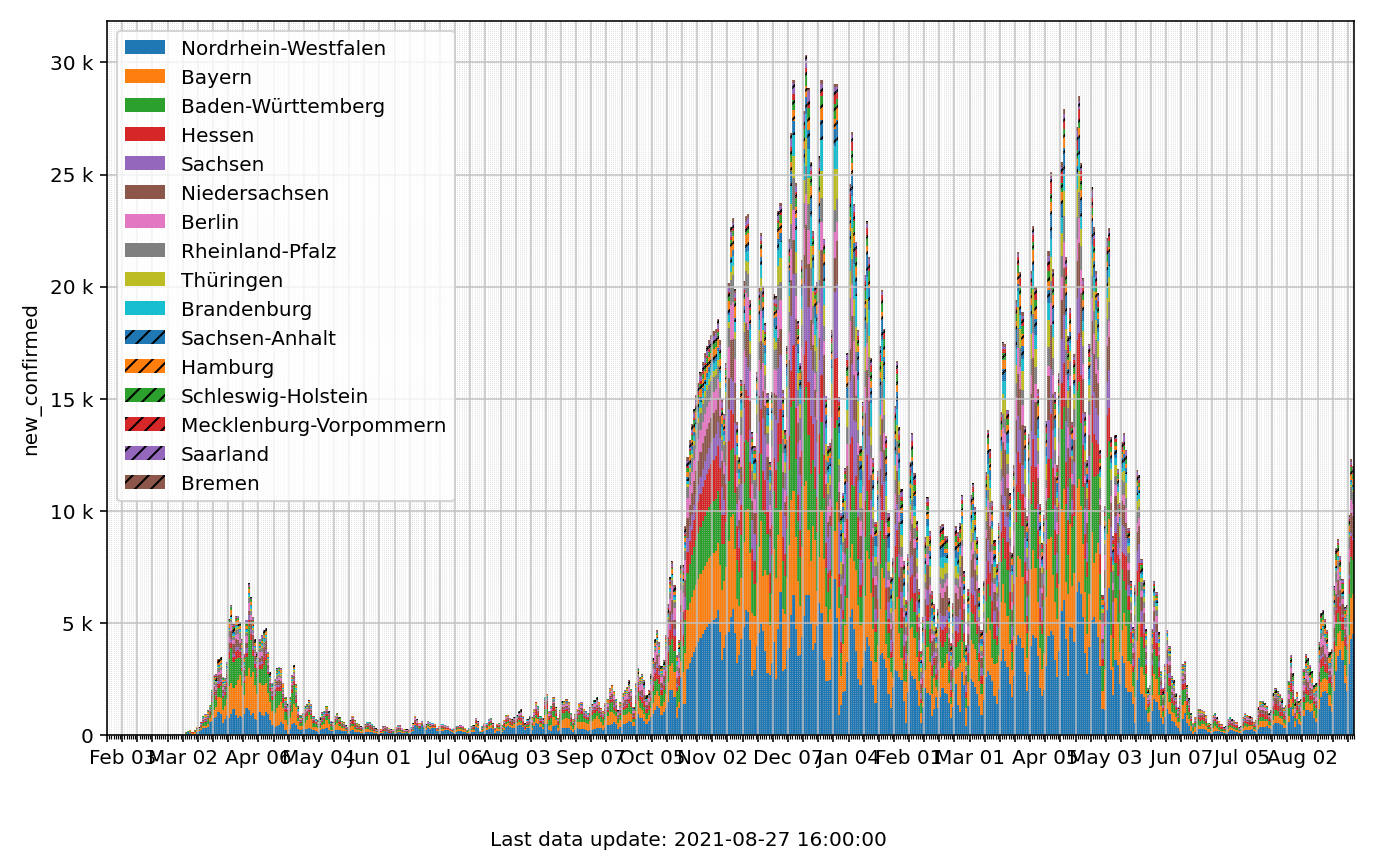 30 k
25 k
20 k
15 k
10 k
5 k
0
new_confirmed
Nordrhein-Westfalen
Bayern
Baden-Württemberg
Hessen
Sachsen
Niedersachsen
Berlin
Rheinland-Pfalz
Thüringen
Brandenburg
Sachsen-Anhalt
Hamburg
Schleswig-Holstein
Mecklenburg-Vorpommern
Saarland
Bremen
Feb 03 Mar 02 Apr 06 May 04 Jun 01 Jul 06 Aug 03 Sep 07 Oct 05 Nov 02 Dec 07 Jan 04 Feb 01 Mar 01 Apr 05 May 03 Jun 07 Jul 05 Aug 02
Last data update: 2021-08-27 16:00:00